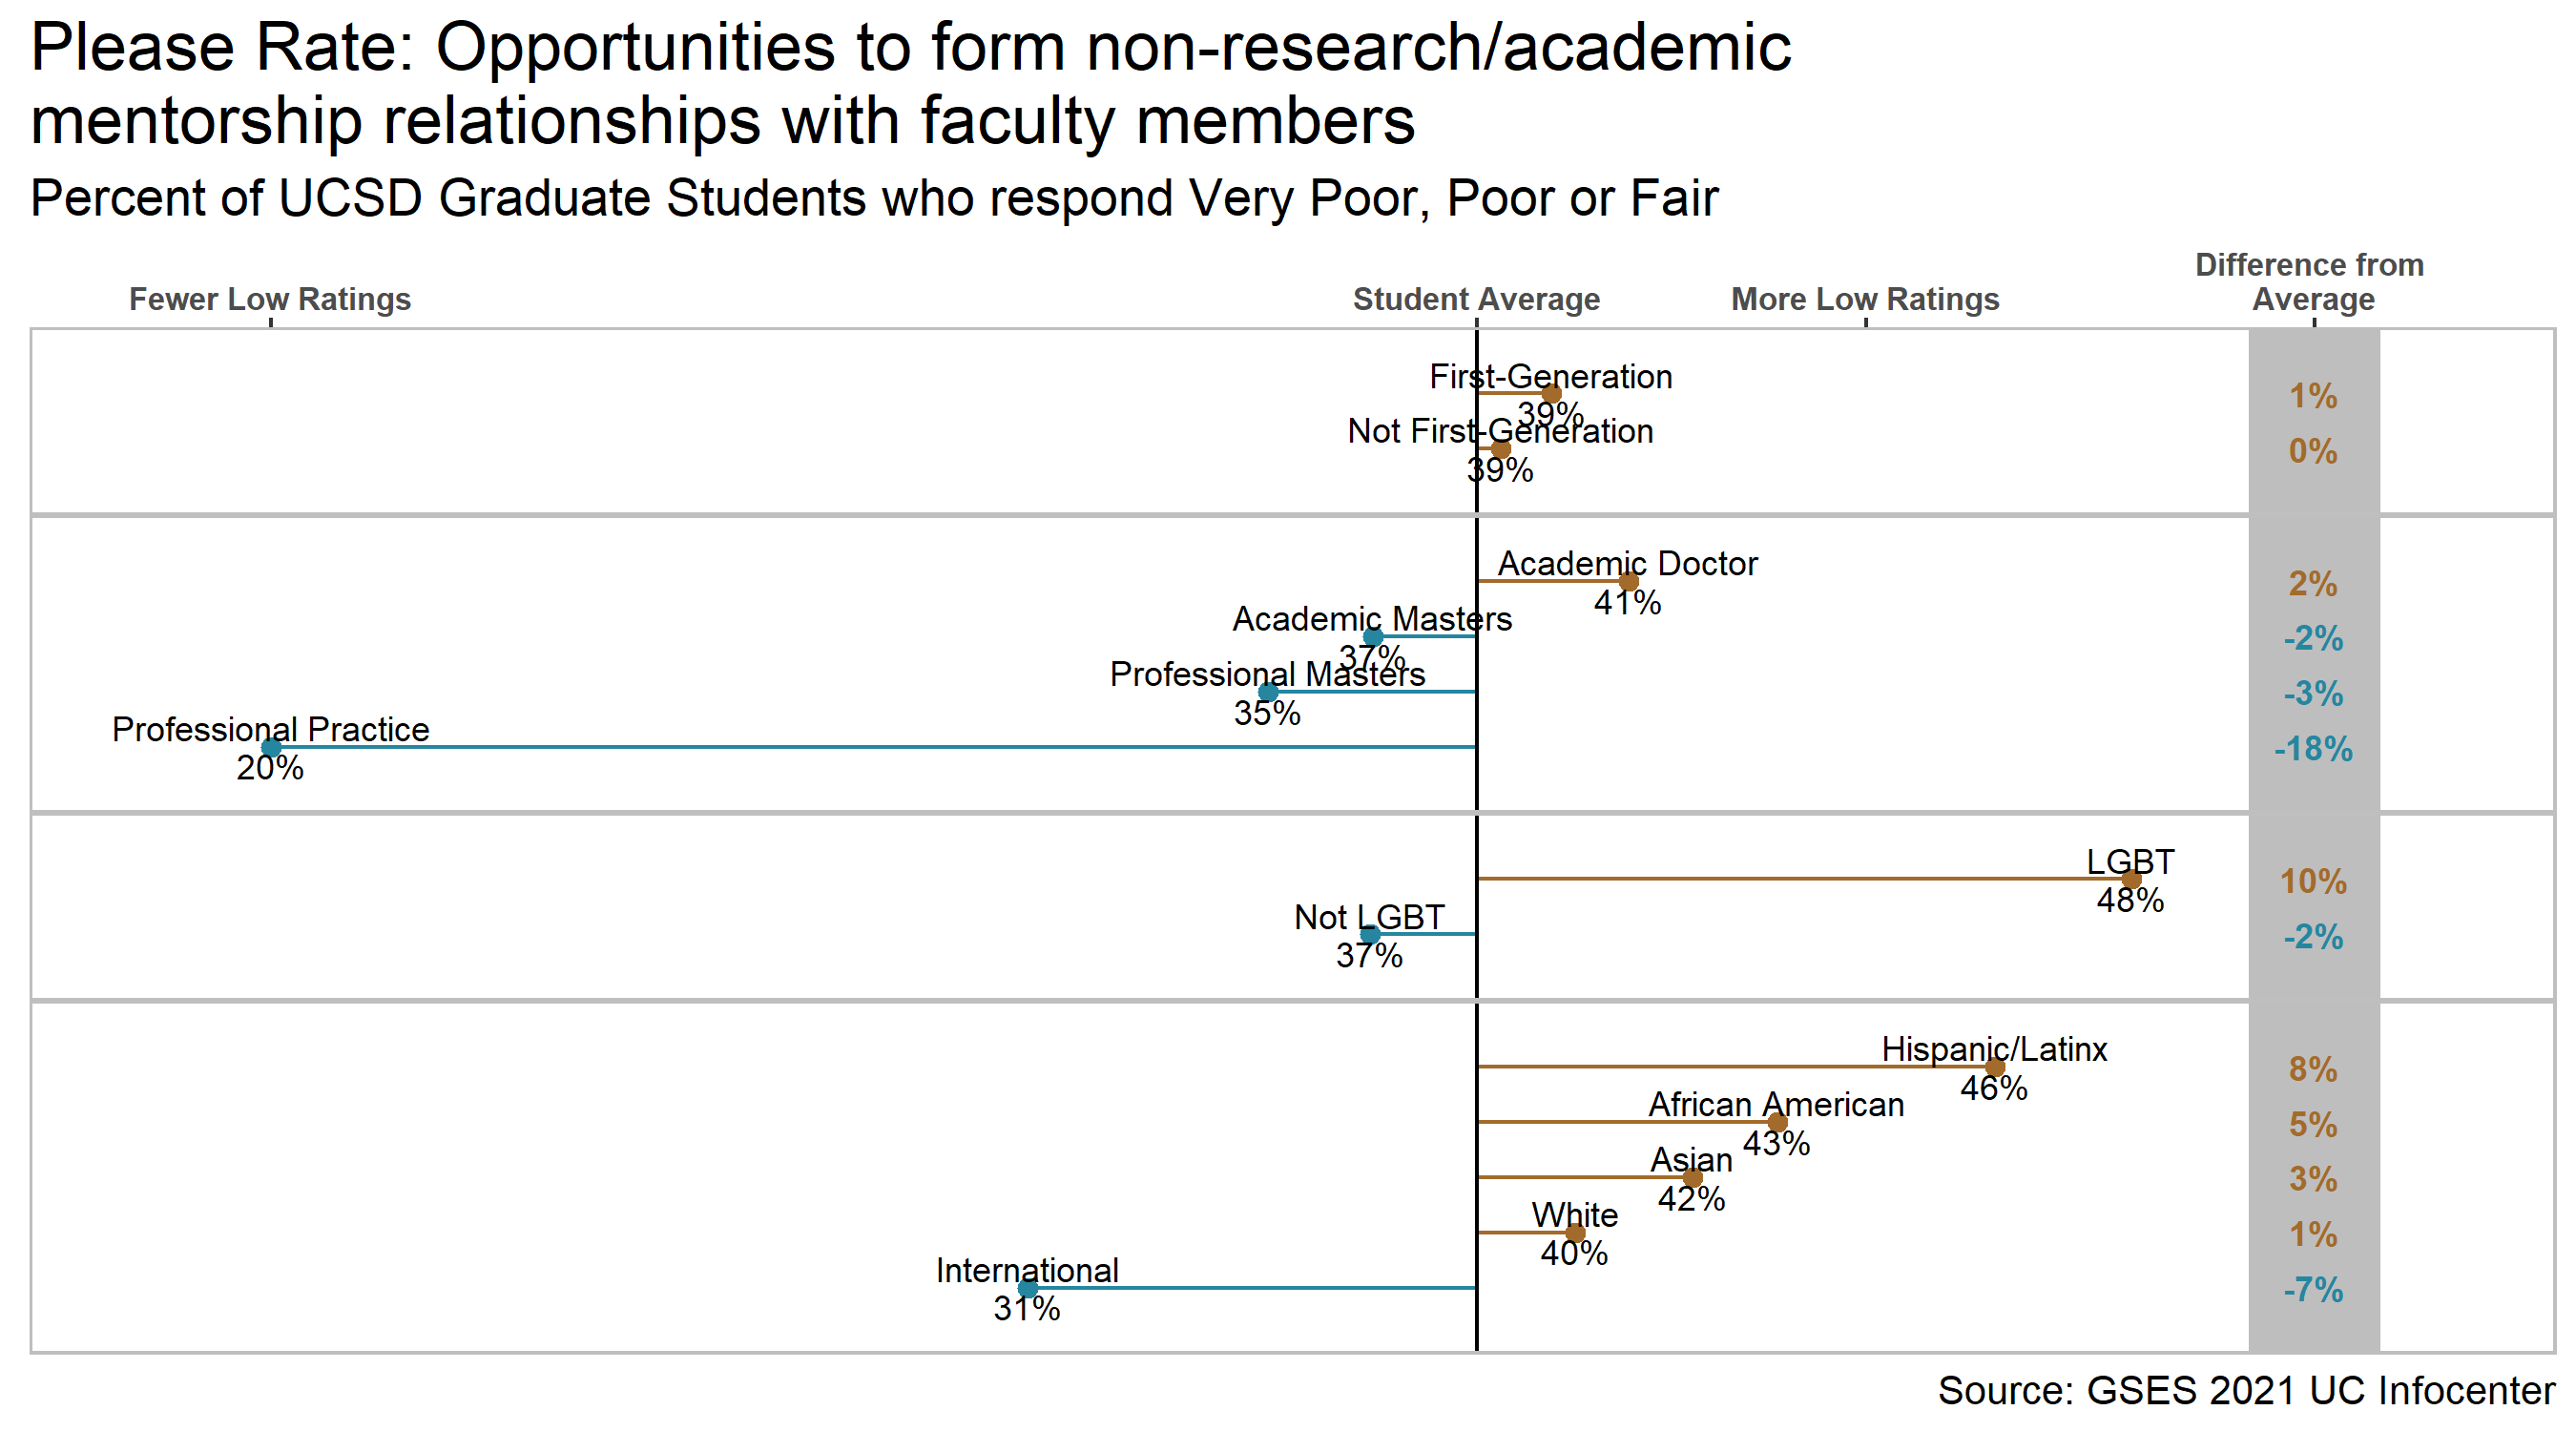 Please Rate: Opportunities to form non-research/academic
mentorship relationships with faculty members
Percent of UCSD Graduate Students who respond Very Poor, Poor or Fair
Fewer Low Ratings
Student Average
More Low Ratings
Difference from
Average
First-Generation
39%
1%
Not First-Generation
39%
0%
Academic Doctor
41%
2%
Academic Masters
37%
-2%
Professional Masters
35%
-3%
Professional Practice
20%
-18%
LGBT
48%
10%
Not LGBT
37%
-2%
Hispanic/Latinx
46%
8%
African American
43%
5%
Asian
42%
3%
White
40%
1%
International
31%
-7%
Source: GSES 2021 UC Infocenter